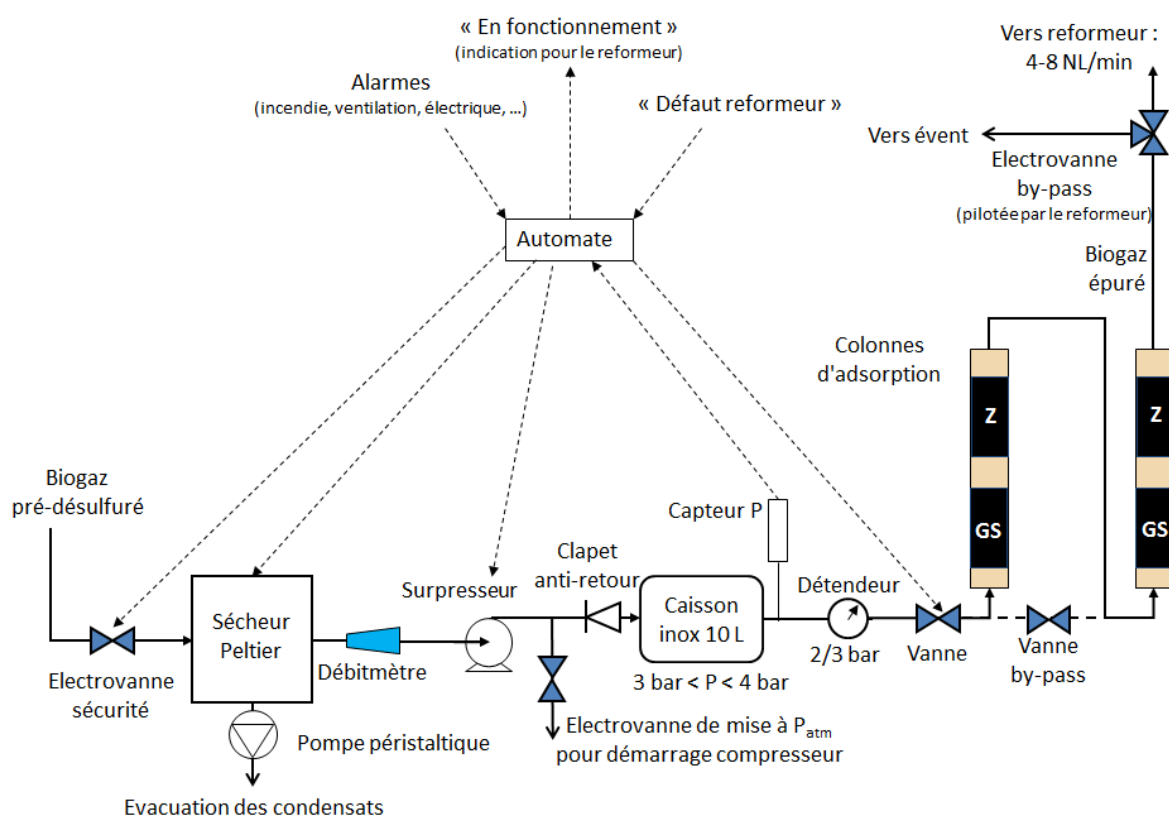 « En fonctionnement »
(indication pour le reformeur)
Alarmes
(incendie, ventilation, électrique, ...)
« Défaut reformeur »
Vers reformeur :
4-8 NL/min
Vers évent
Electrovanne
by-pass
(pilotée par le reformeur)
Automate
Biogaz
épuré
Colonnes
d'adsorption
Z
Z
GS
GS
Biogaz
pré-désulfuré
Capteur P
Clapet
anti-retour
Surpresseur
Détendeur
Sécheur
Peltier
Caisson
inox 10 L
Débitmètre
2/3 bar
Vanne
Vanne
by-pass
Electrovanne
sécurité
3 bar < P < 4 bar
Pompe péristaltique
Electrovanne de mise à Patm
pour démarrage compresseur
Evacuation des condensats